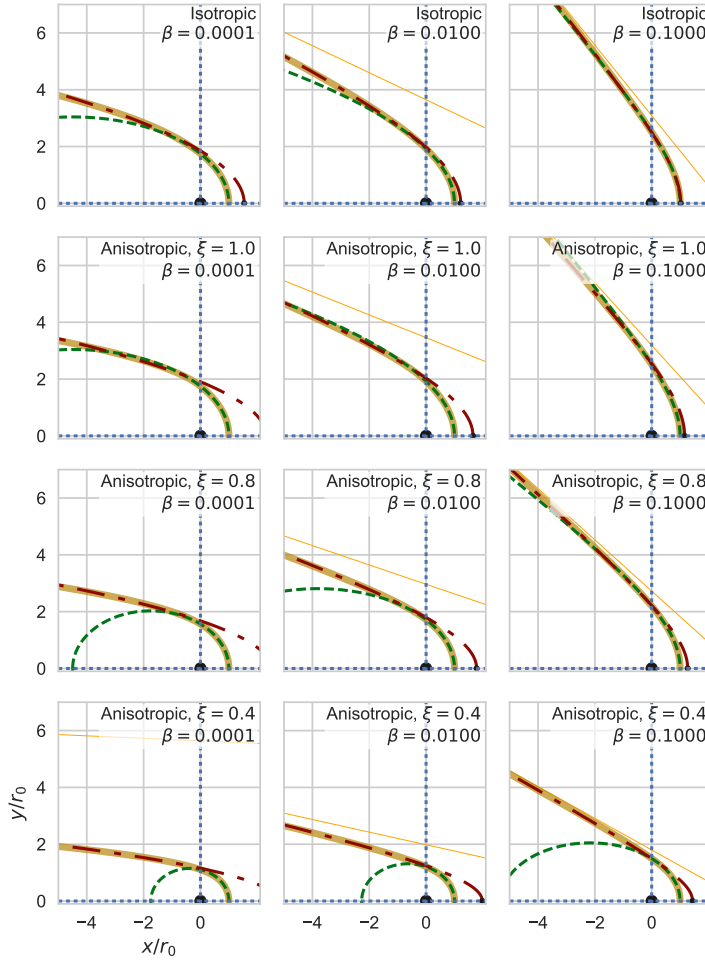 Isotropic
β = 0.0001
Isotropic
β = 0.0100
Isotropic
β = 0.1000
6
4
2
0
Anisotropic, ξ = 1.0
β = 0.0001
Anisotropic, ξ = 1.0
β = 0.0100
Anisotropic, ξ = 1.0
β = 0.1000
6
4
2
0
Anisotropic, ξ = 0.8
β = 0.0001
Anisotropic, ξ = 0.8
β = 0.0100
Anisotropic, ξ = 0.8
β = 0.1000
6
4
2
0
Anisotropic, ξ = 0.4
β = 0.0001
Anisotropic, ξ = 0.4
β = 0.0100
Anisotropic, ξ = 0.4
β = 0.1000
6
4
2
0
y/r₀
−4 −2 0
−4 −2 0
−4 −2 0
x/r₀